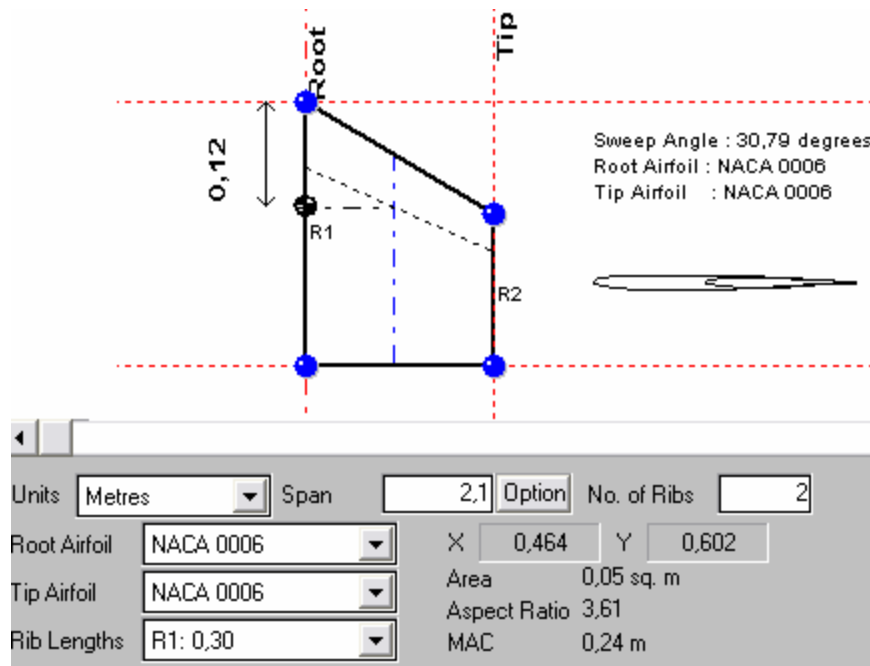 Root
Tip
0,12
Sweep Angle : 30,79 degrees
Root Airfoil : NACA 0006
Tip Airfoil : NACA 0006
R1
R2
Units Metres Span 2,1 Option No. of Ribs 2
Root Airfoil NACA 0006 X 0,464 Y 0,602
Tip Airfoil NACA 0006 Area 0,05 sq. m
Aspect Ratio 3,61
Rib Lengths R1: 0,30 MAC 0,24 m